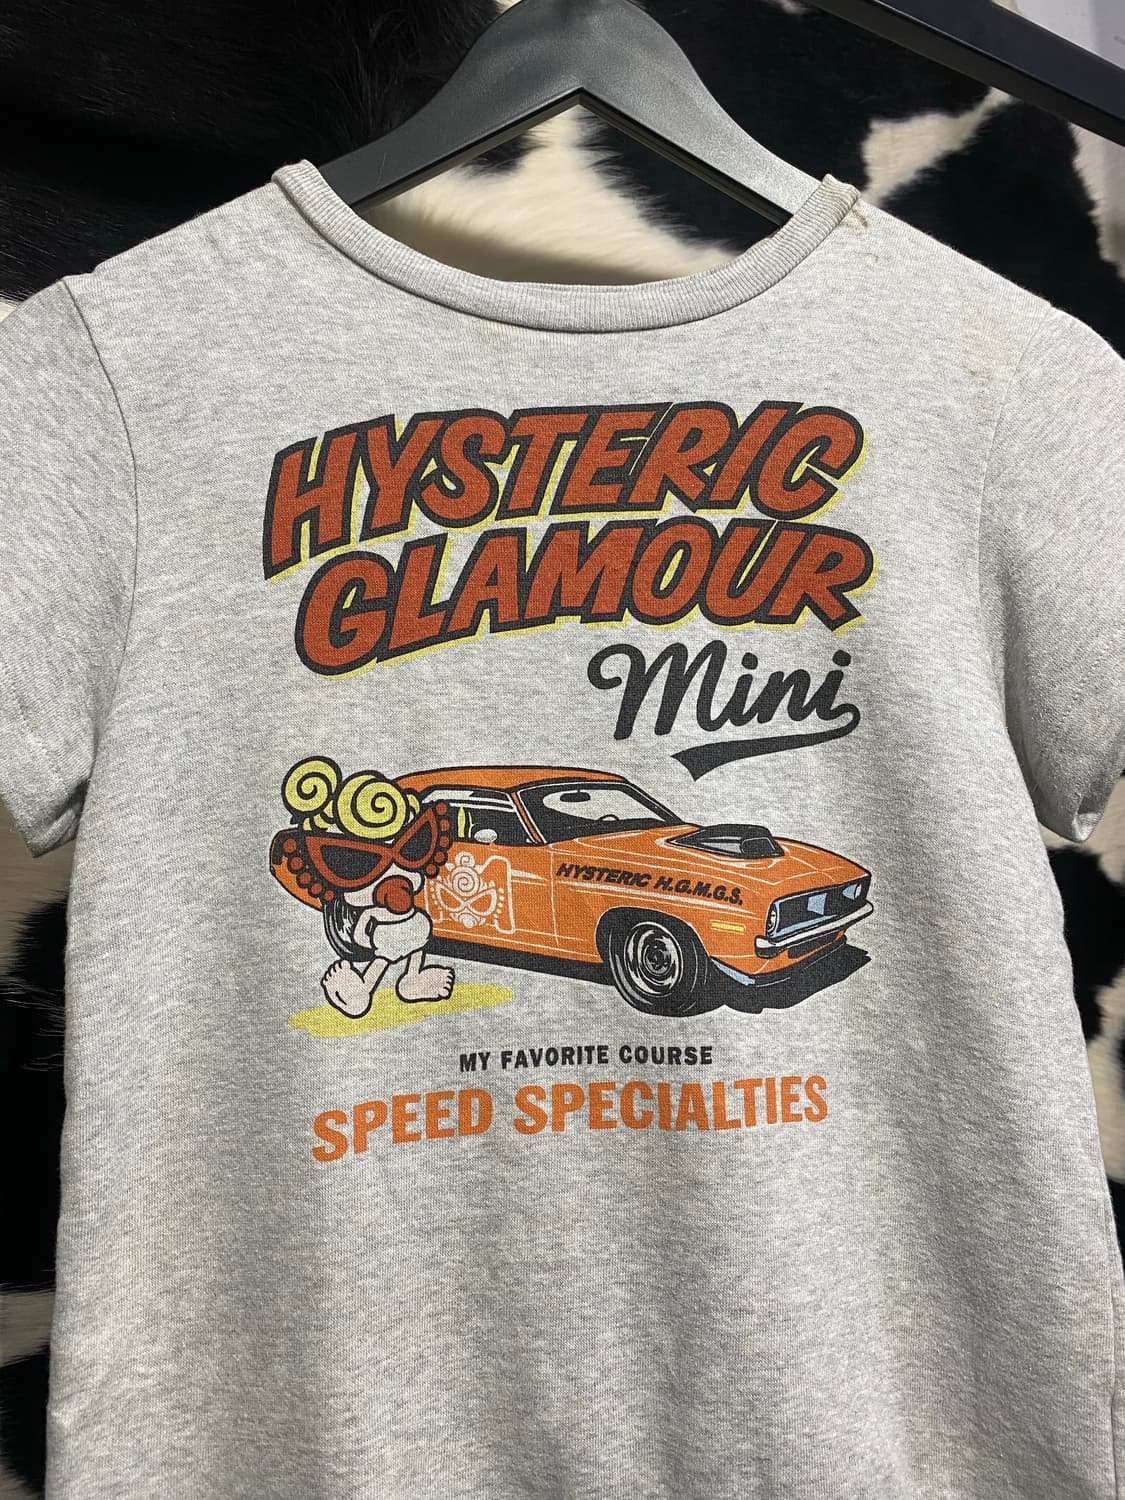 HYSTERIC
GLAMOUR
Mini
HYSTERIC H.G.M.G.S.
MY FAVORITE COURSE
SPEED SPECIALTIES